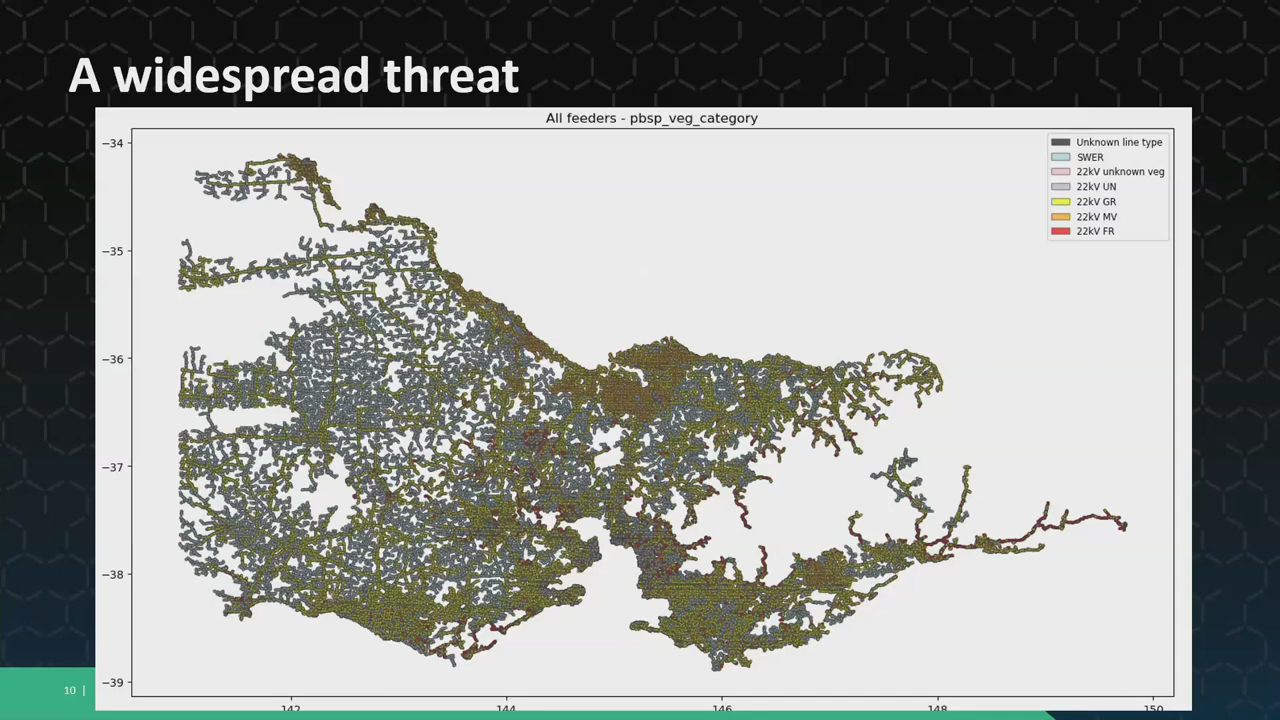 A widespread threat
All feeders - pbsp_veg_category
Unknown line type
SWER
22kV unknown veg
22kV UN
22kV GR
22kV MV
22kV FR
−34
−35
−36
−37
−38
−39
142
144
146
148
150
10 |